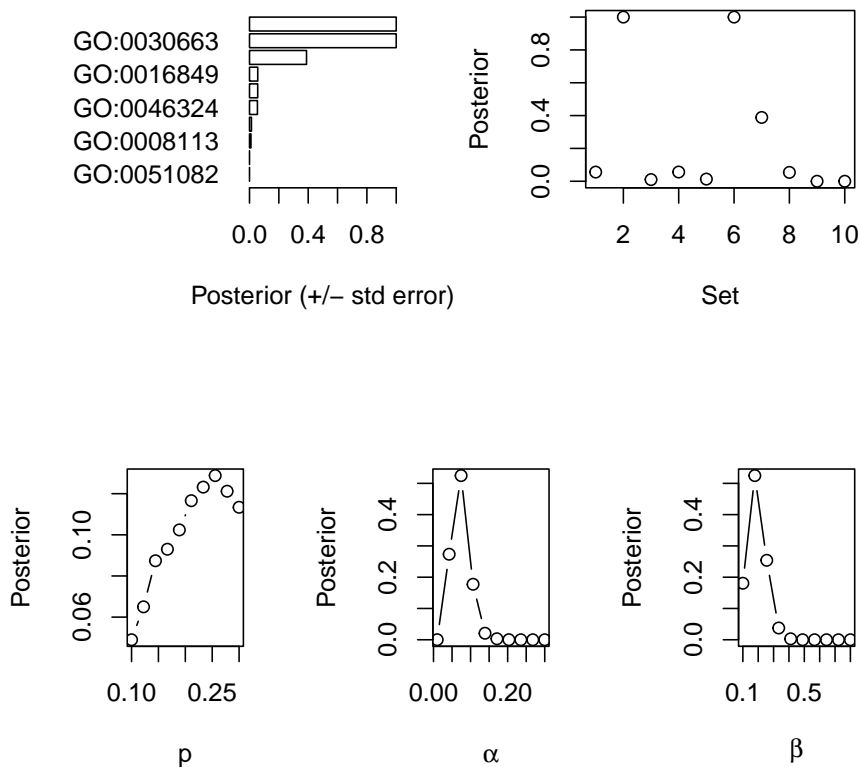 GO:0030663
GO:0016849
GO:0046324
GO:0008113
GO:0051082
0.0 0.4 0.8
Posterior (+/− std error)
Posterior
0.0 0.4 0.8
2 4 6 8 10
Set
Posterior
0.06 0.10
0.10 0.25
p
Posterior
0.0 0.2 0.4
0.00 0.20
α
Posterior
0.0 0.2 0.4
0.1 0.5
β